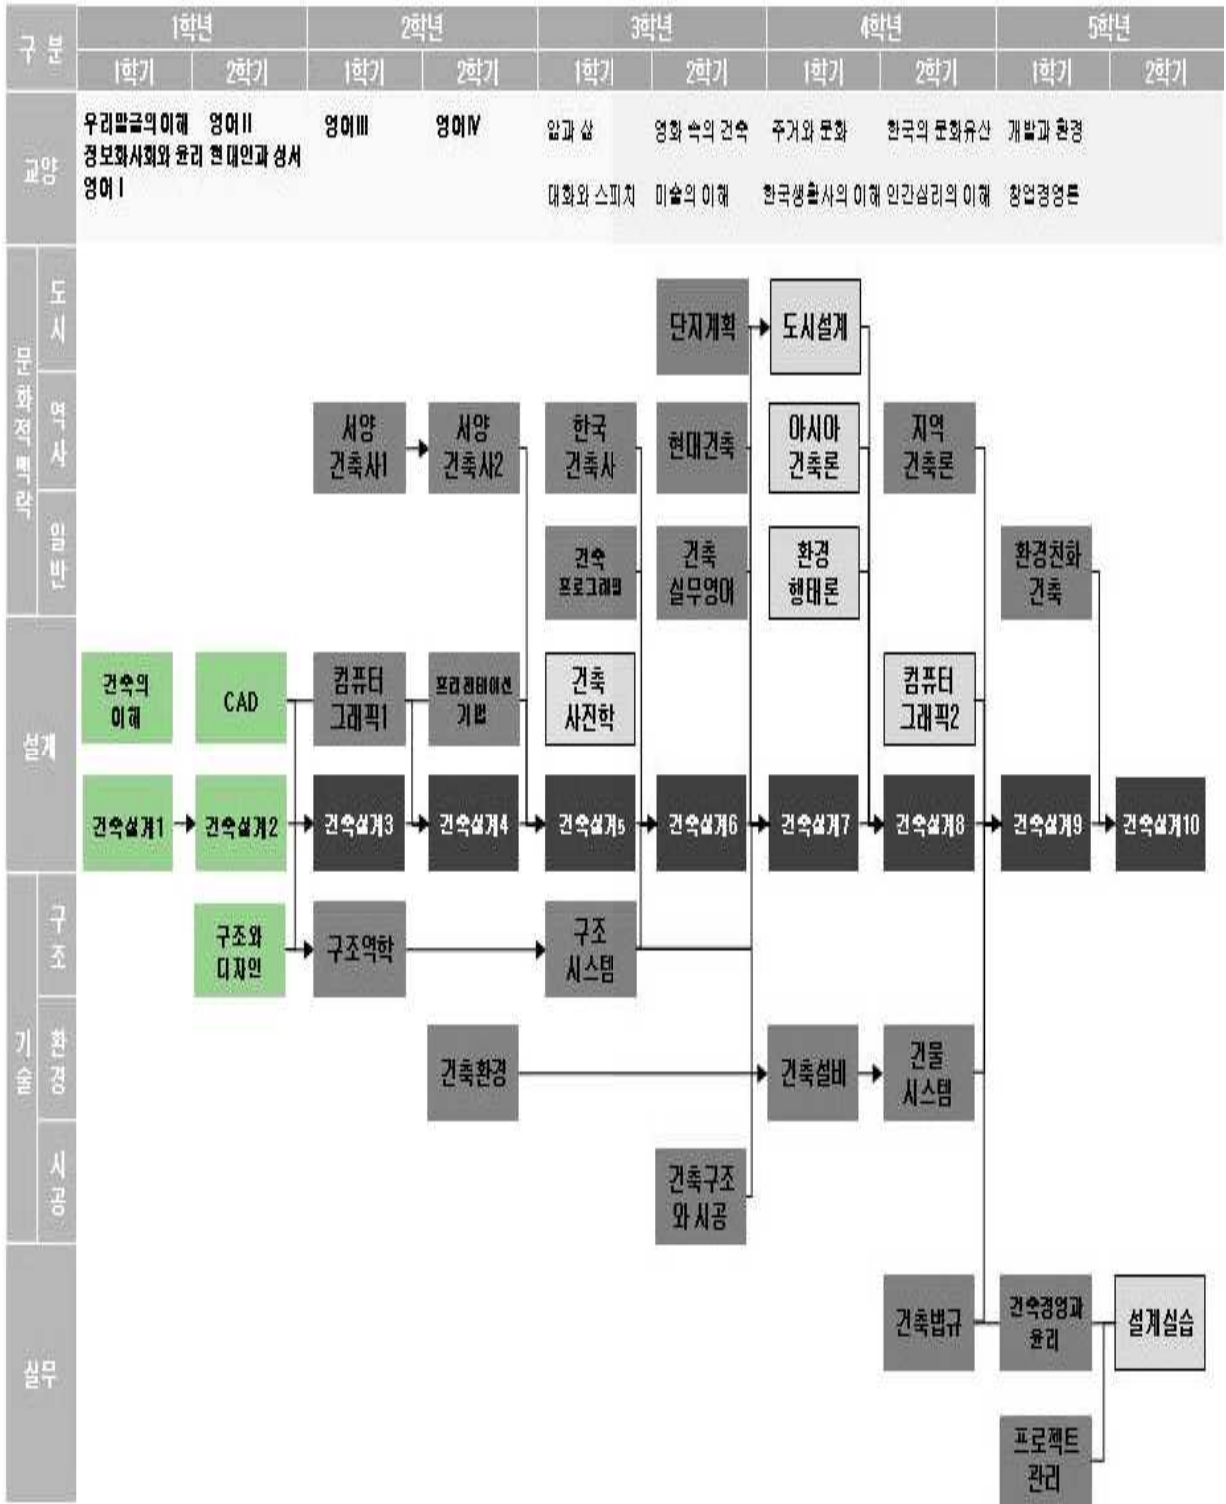 구 분
1학년
2학년
3학년
4학년
5학년
1학기
2학기
1학기
2학기
1학기
2학기
1학기
2학기
1학기
2학기
교양
우리말글의 이해
영어 II
영어 III
영어 IV
암과 삶
영화 속의 건축
주거와 문화
한국의 문화유산
개발과 환경
정보화사회와 윤리
현대인과 성서
영어 I
대화와 스피치
미술의 이해
한국생활사의 이해
인간심리의 이해
창업경영론
문화적맥락
도시
단지계획
도시설계
역사
서양
건축사1
서양
건축사2
한국
건축사
현대건축
아시아
건축론
지역
건축론
일반
건축
프로그래밍
건축
실무영어
환경
행태론
환경친화
건축
설계
건축의
이해
CAD
컴퓨터
그래픽1
프리젠테이션
기법
건축
사진학
컴퓨터
그래픽2
건축설계1
건축설계2
건축설계3
건축설계4
건축설계5
건축설계6
건축설계7
건축설계8
건축설계9
건축설계10
기술
구조
구조와
디자인
구조역학
구조
시스템
환경
건축환경
건축설비
건물
시스템
시공
건축구조
와 시공
실무
건축법규
건축경영과
윤리
설계실습
프로젝트
관리